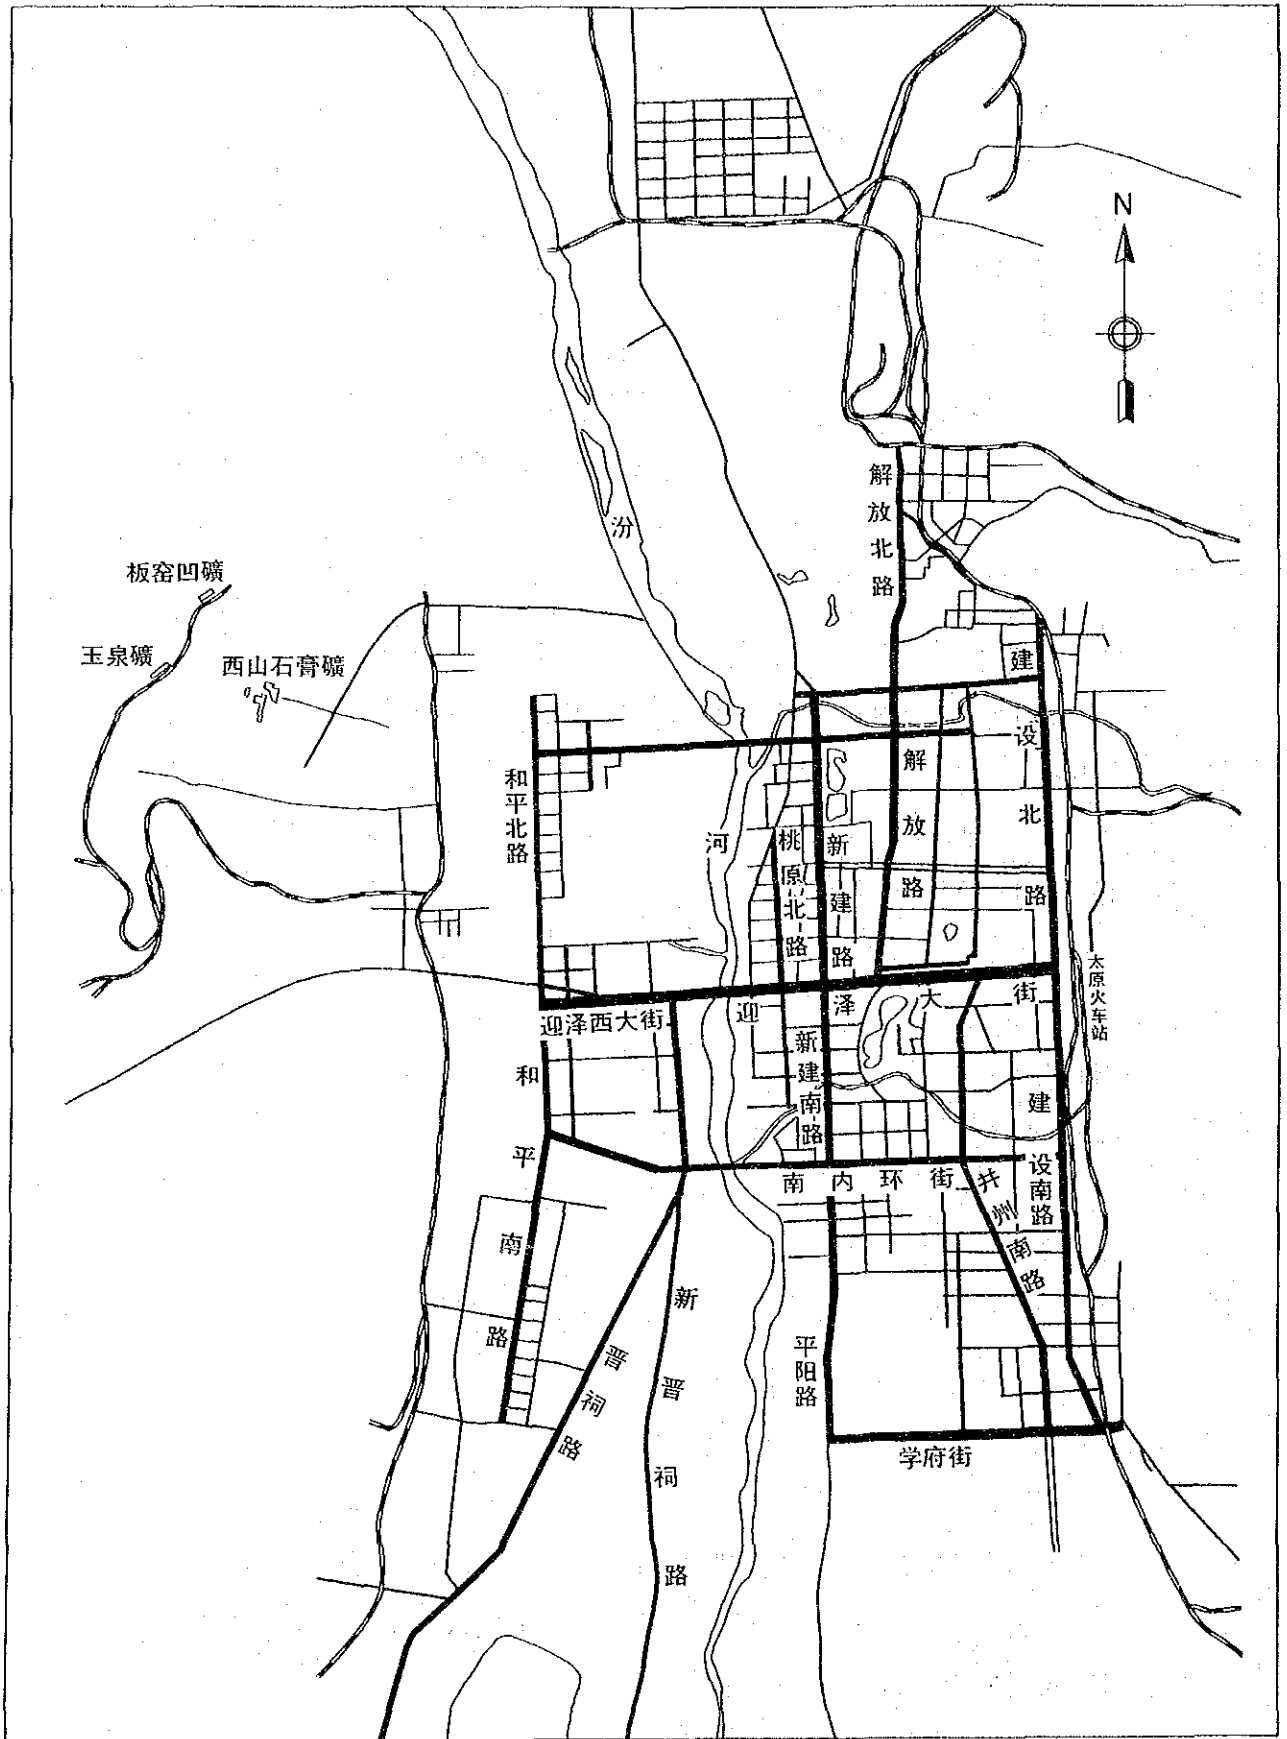 N
解放北路
汾河
板窑凹礦
玉泉礦
西山石膏礦
建设北路
和平北路
解放路
桃原北路
新建路
太原火车站
迎泽大街
迎泽西大街
新建南路
和平南路
建设南路
南内环街
并州南路
新晋祠路
晋祠路
平阳路
学府街